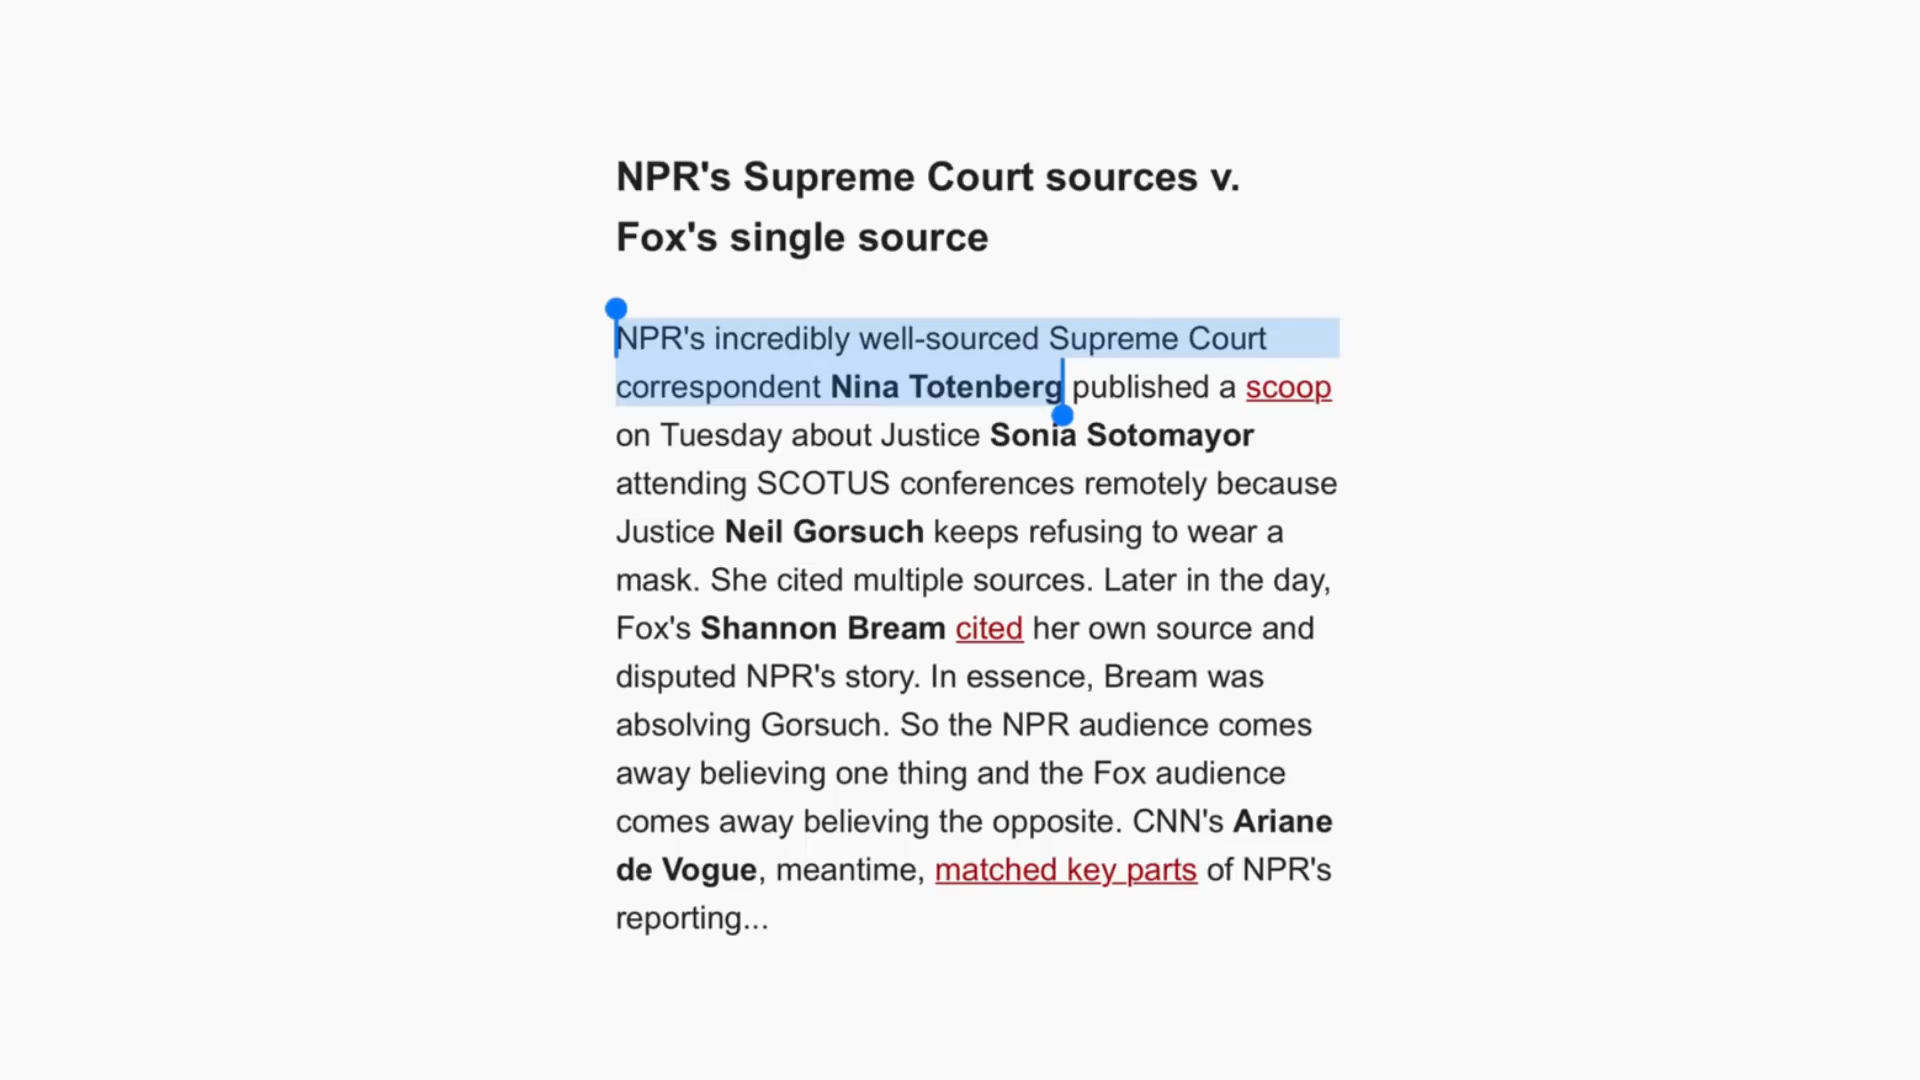 NPR's Supreme Court sources v.
Fox's single source
NPR's incredibly well-sourced Supreme Court
correspondent Nina Totenberg published a scoop
on Tuesday about Justice Sonia Sotomayor
attending SCOTUS conferences remotely because
Justice Neil Gorsuch keeps refusing to wear a
mask. She cited multiple sources. Later in the day,
Fox's Shannon Bream cited her own source and
disputed NPR's story. In essence, Bream was
absolving Gorsuch. So the NPR audience comes
away believing one thing and the Fox audience
comes away believing the opposite. CNN's Ariane
de Vogue, meantime, matched key parts of NPR's
reporting...